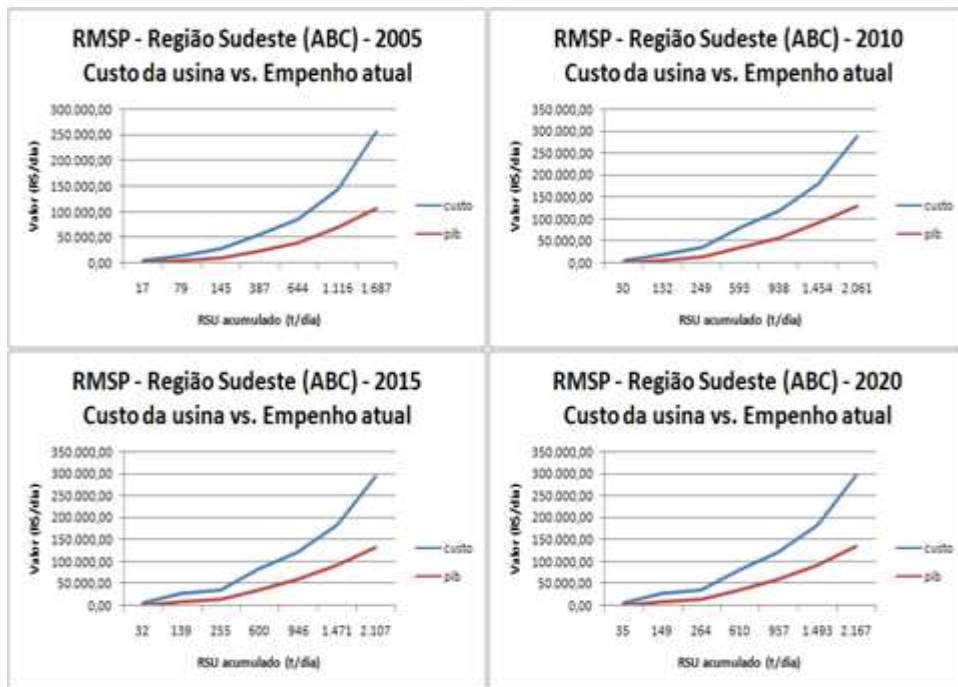 RMSP - Região Sudeste (ABC) - 2005
Custo da usina vs. Empenho atual
300.000,00
250.000,00
200.000,00
150.000,00
100.000,00
50.000,00
0,00
Valor (R$/dia)
17 79 145 387 644 1.116 1.687
RSU acumulado (t/dia)
custo
pib
RMSP - Região Sudeste (ABC) - 2010
Custo da usina vs. Empenho atual
350.000,00
300.000,00
250.000,00
200.000,00
150.000,00
100.000,00
50.000,00
0,00
Valor (R$/dia)
30 132 249 593 938 1.454 2.061
RSU acumulado (t/dia)
custo
pib
RMSP - Região Sudeste (ABC) - 2015
Custo da usina vs. Empenho atual
350.000,00
300.000,00
250.000,00
200.000,00
150.000,00
100.000,00
50.000,00
0,00
Valor (R$/dia)
32 139 255 600 946 1.471 2.107
RSU acumulado (t/dia)
custo
pib
RMSP - Região Sudeste (ABC) - 2020
Custo da usina vs. Empenho atual
350.000,00
300.000,00
250.000,00
200.000,00
150.000,00
100.000,00
50.000,00
0,00
Valor (R$/dia)
35 149 264 610 957 1.493 2.167
RSU acumulado (t/dia)
custo
pib